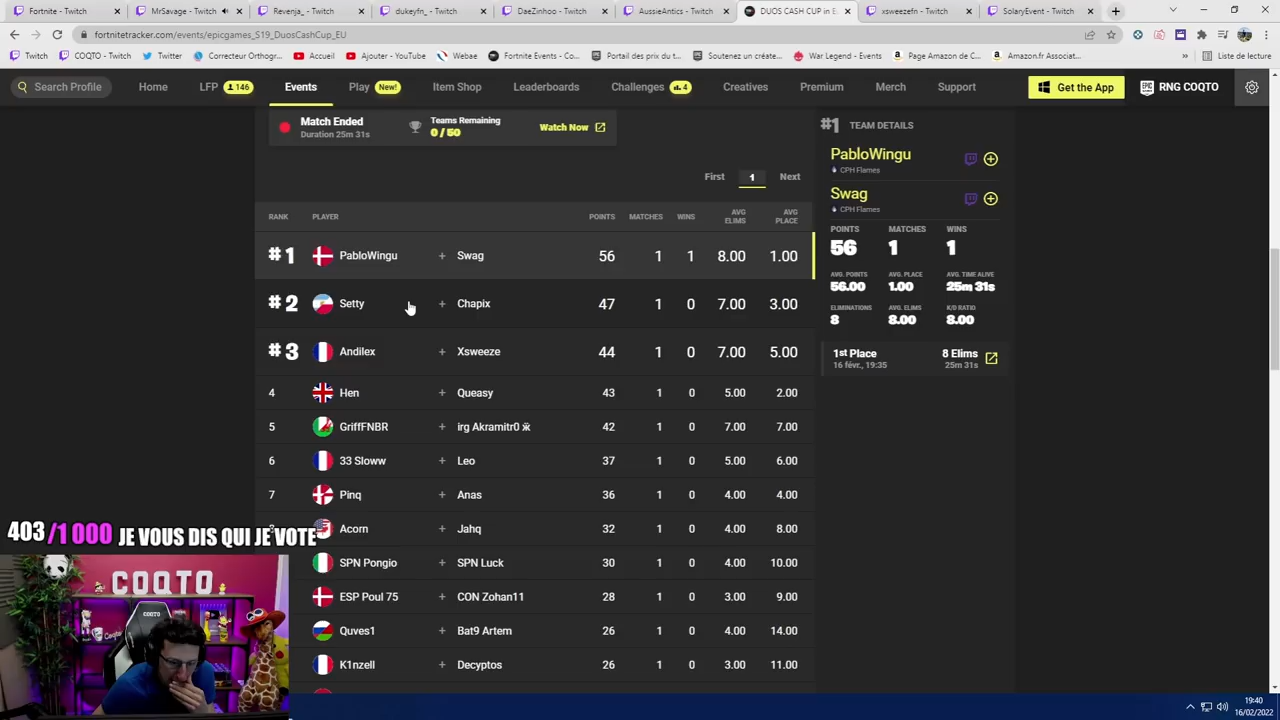 Fortnite - Twitch
MrSavage - Twitch
Revenja_ - Twitch
dukeyfn_ - Twitch
DaeZinhoo - Twitch
AussieAntics - Twitch
DUOS CASH CUP in E
xsweezefn - Twitch
SolaryEvent - Twitch
fortnitetracker.com/events/epicgames_S19_DuosCashCup_EU
Twitch
COQTO - Twitch
Twitter
Correcteur Orthogr...
Accueil
Ajouter - YouTube
Webae
Fortnite Events - C...
Portail des projets du t...
Soutenez un créate...
War Legend - Events
Page Amazon de C...
Amazon.fr Associat...
Liste de lecture
Search Profile
Home
LFP 146
Events
Play New!
Item Shop
Leaderboards
Challenges 4
Creatives
Premium
Merch
Support
Get the App
RNG COQTO
Match Ended
Duration 25m 31s
Teams Remaining
0 / 50
Watch Now
First 1 Next
RANK PLAYER POINTS MATCHES WINS AVG ELIMS AVG PLACE
#1 PabloWingu + Swag 56 1 1 8.00 1.00
#2 Setty + Chapix 47 1 0 7.00 3.00
#3 Andilex + Xsweeze 44 1 0 7.00 5.00
4 Hen + Queasy 43 1 0 5.00 2.00
5 GriffFNBR + irg Akramitr0 ӝ 42 1 0 7.00 7.00
6 33 Sloww + Leo 37 1 0 5.00 6.00
7 Pinq + Anas 36 1 0 4.00 4.00
Acorn + Jahq 32 1 0 4.00 8.00
SPN Pongio + SPN Luck 30 1 0 4.00 10.00
ESP Poul 75 + CON Zohan11 28 1 0 3.00 9.00
Quves1 + Bat9 Artem 26 1 0 4.00 14.00
K1nzell + Decyptos 26 1 0 3.00 11.00
#1 TEAM DETAILS
PabloWingu
CPH Flames
Swag
CPH Flames
POINTS MATCHES WINS
56 1 1
AVG. POINTS AVG. PLACE AVG. TIME ALIVE
56.00 1.00 25m 31s
ELIMINATIONS AVG. ELIMS K/D RATIO
8 8.00 8.00
1st Place 8 Elims
16 févr., 19:35 25m 31s
403 /1 000 JE VOUS DIS QUI JE VOTE
COQTO
19:40
16/02/2022